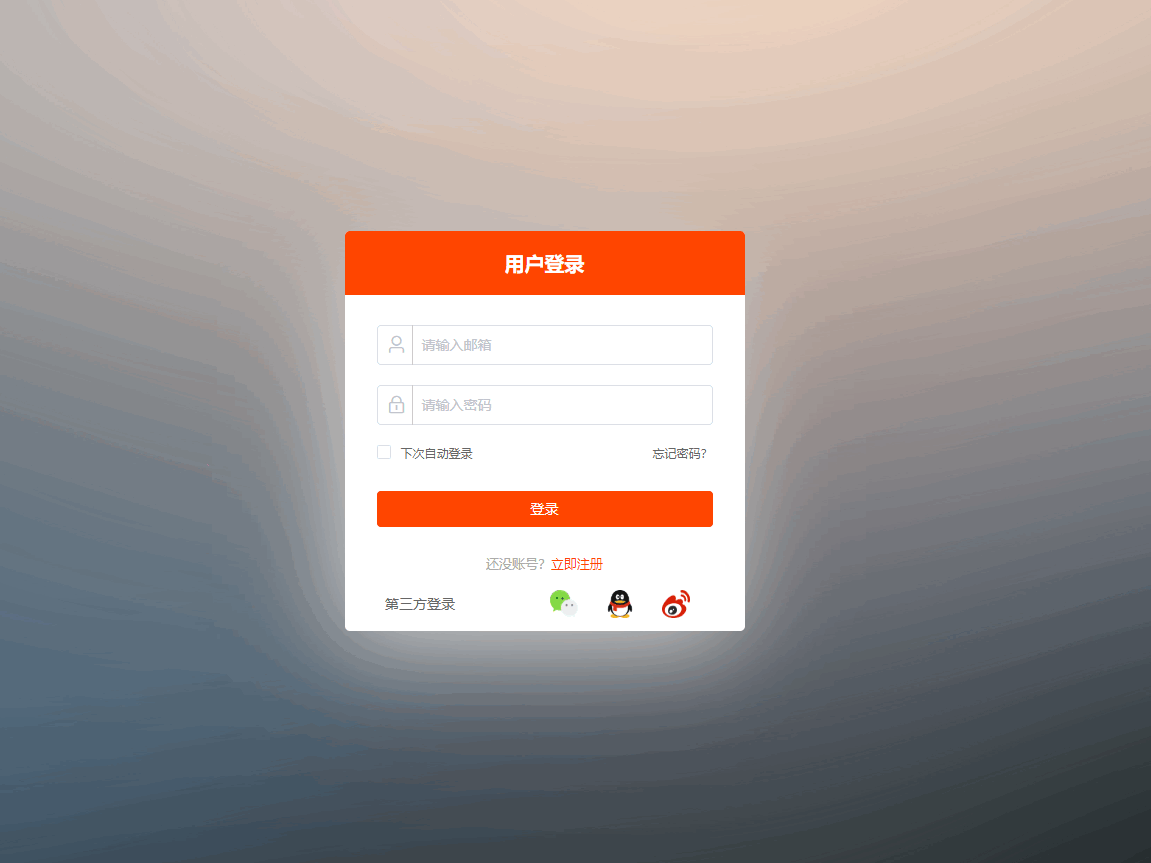 用户登录
请输入邮箱
请输入密码
下次自动登录 忘记密码?
登录
还没账号? 立即注册
第三方登录